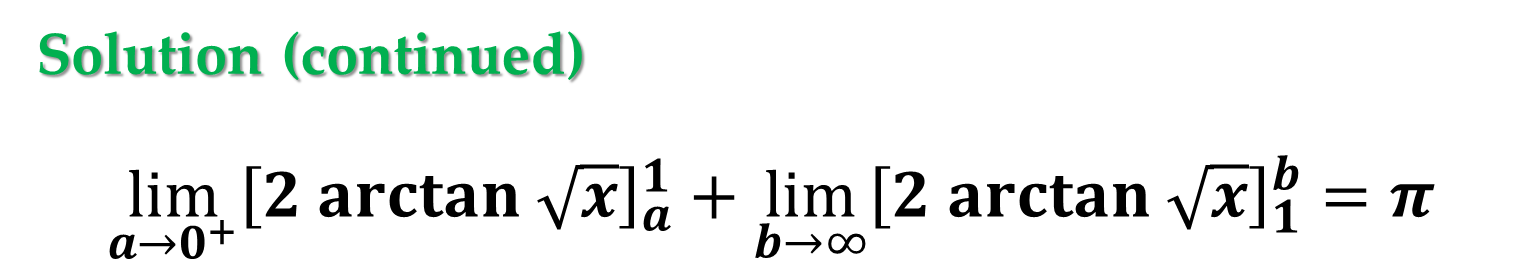 Solution (continued)
lim_{a→0⁺} [2 arctan √x]_a^1 + lim_{b→∞} [2 arctan √x]_1^b = π